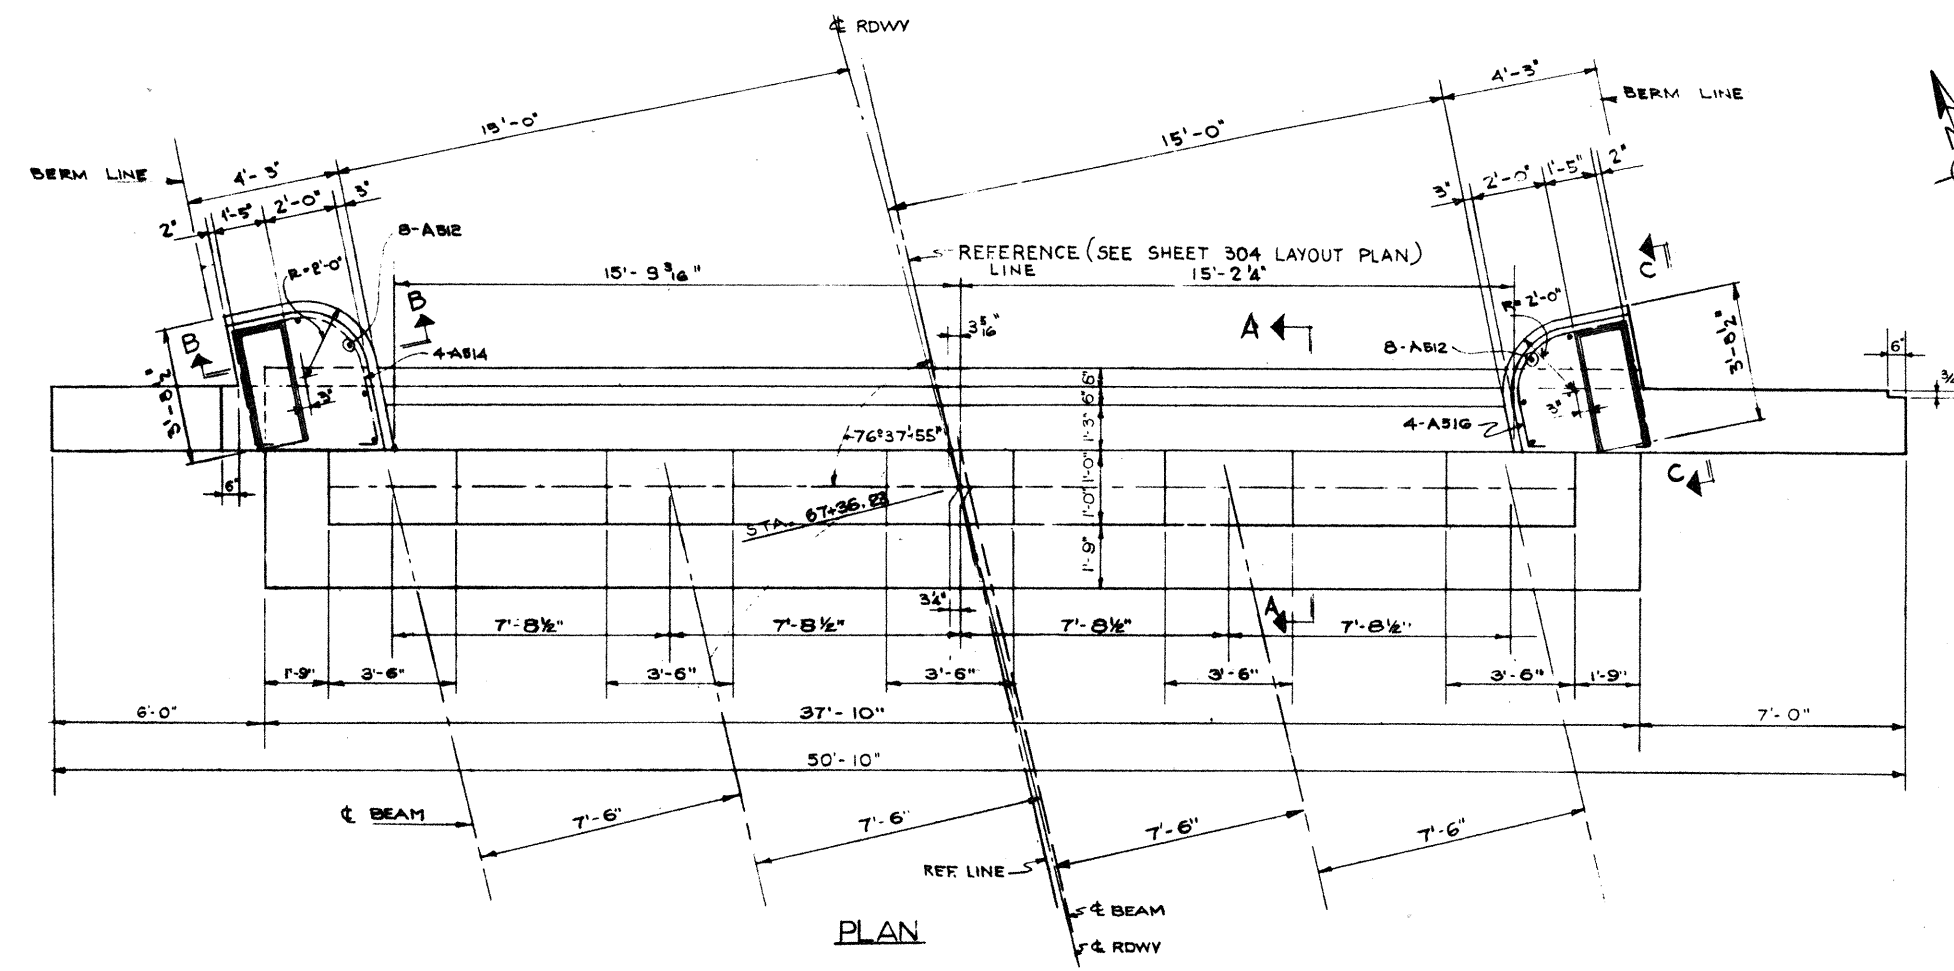 ℄ RDWY
15'-0"
4'-3"
BERM LINE
15'-0"
BERM LINE
4'-3"
2"
1'-5"
2'-0"
3"
3"
2'-0"
1'-5"
2"
8-A512
R=2'-0"
REFERENCE (SEE SHEET 304 LAYOUT PLAN)
LINE
15'-9 3/16"
15'-2 1/4"
C
B
B
3 5/16"
A
R=2'-0"
8-A512
3'-8 1/2"
6"
4-A514
3'-8 1/2"
3"
6"
6"
3"
3/4
76°37'55"
1'-3"
4-A516
C
6"
1'-0"
1'-0"
STA. 67+36.23
1'-9"
3 1/4"
A
7'-8 1/2"
7'-8 1/2"
7'-8 1/2"
7'-8 1/2"
1'-9"
3'-6"
3'-6"
3'-6"
3'-6"
3'-6"
1'-9"
6'-0"
37'-10"
7'-0"
50'-10"
℄ BEAM
7'-6"
7'-6"
7'-6"
7'-6"
REF. LINE
℄ BEAM
PLAN
℄ RDWY